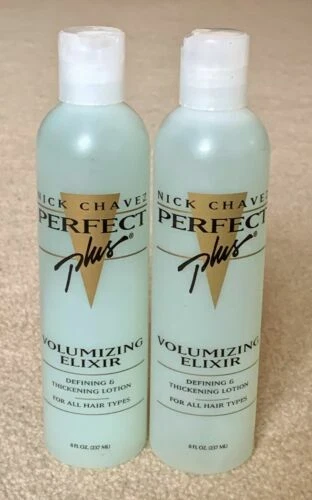 NICK CHAVEZ
PERFECT
plus®
VOLUMIZING
ELIXIR
DEFINING &
THICKENING LOTION
FOR ALL HAIR TYPES
8 FL OZ. (237 ML)
NICK CHAVEZ
PERFECT
plus®
VOLUMIZING
ELIXIR
DEFINING &
THICKENING LOTION
FOR ALL HAIR TYPES
8 FL OZ. (237 ML)